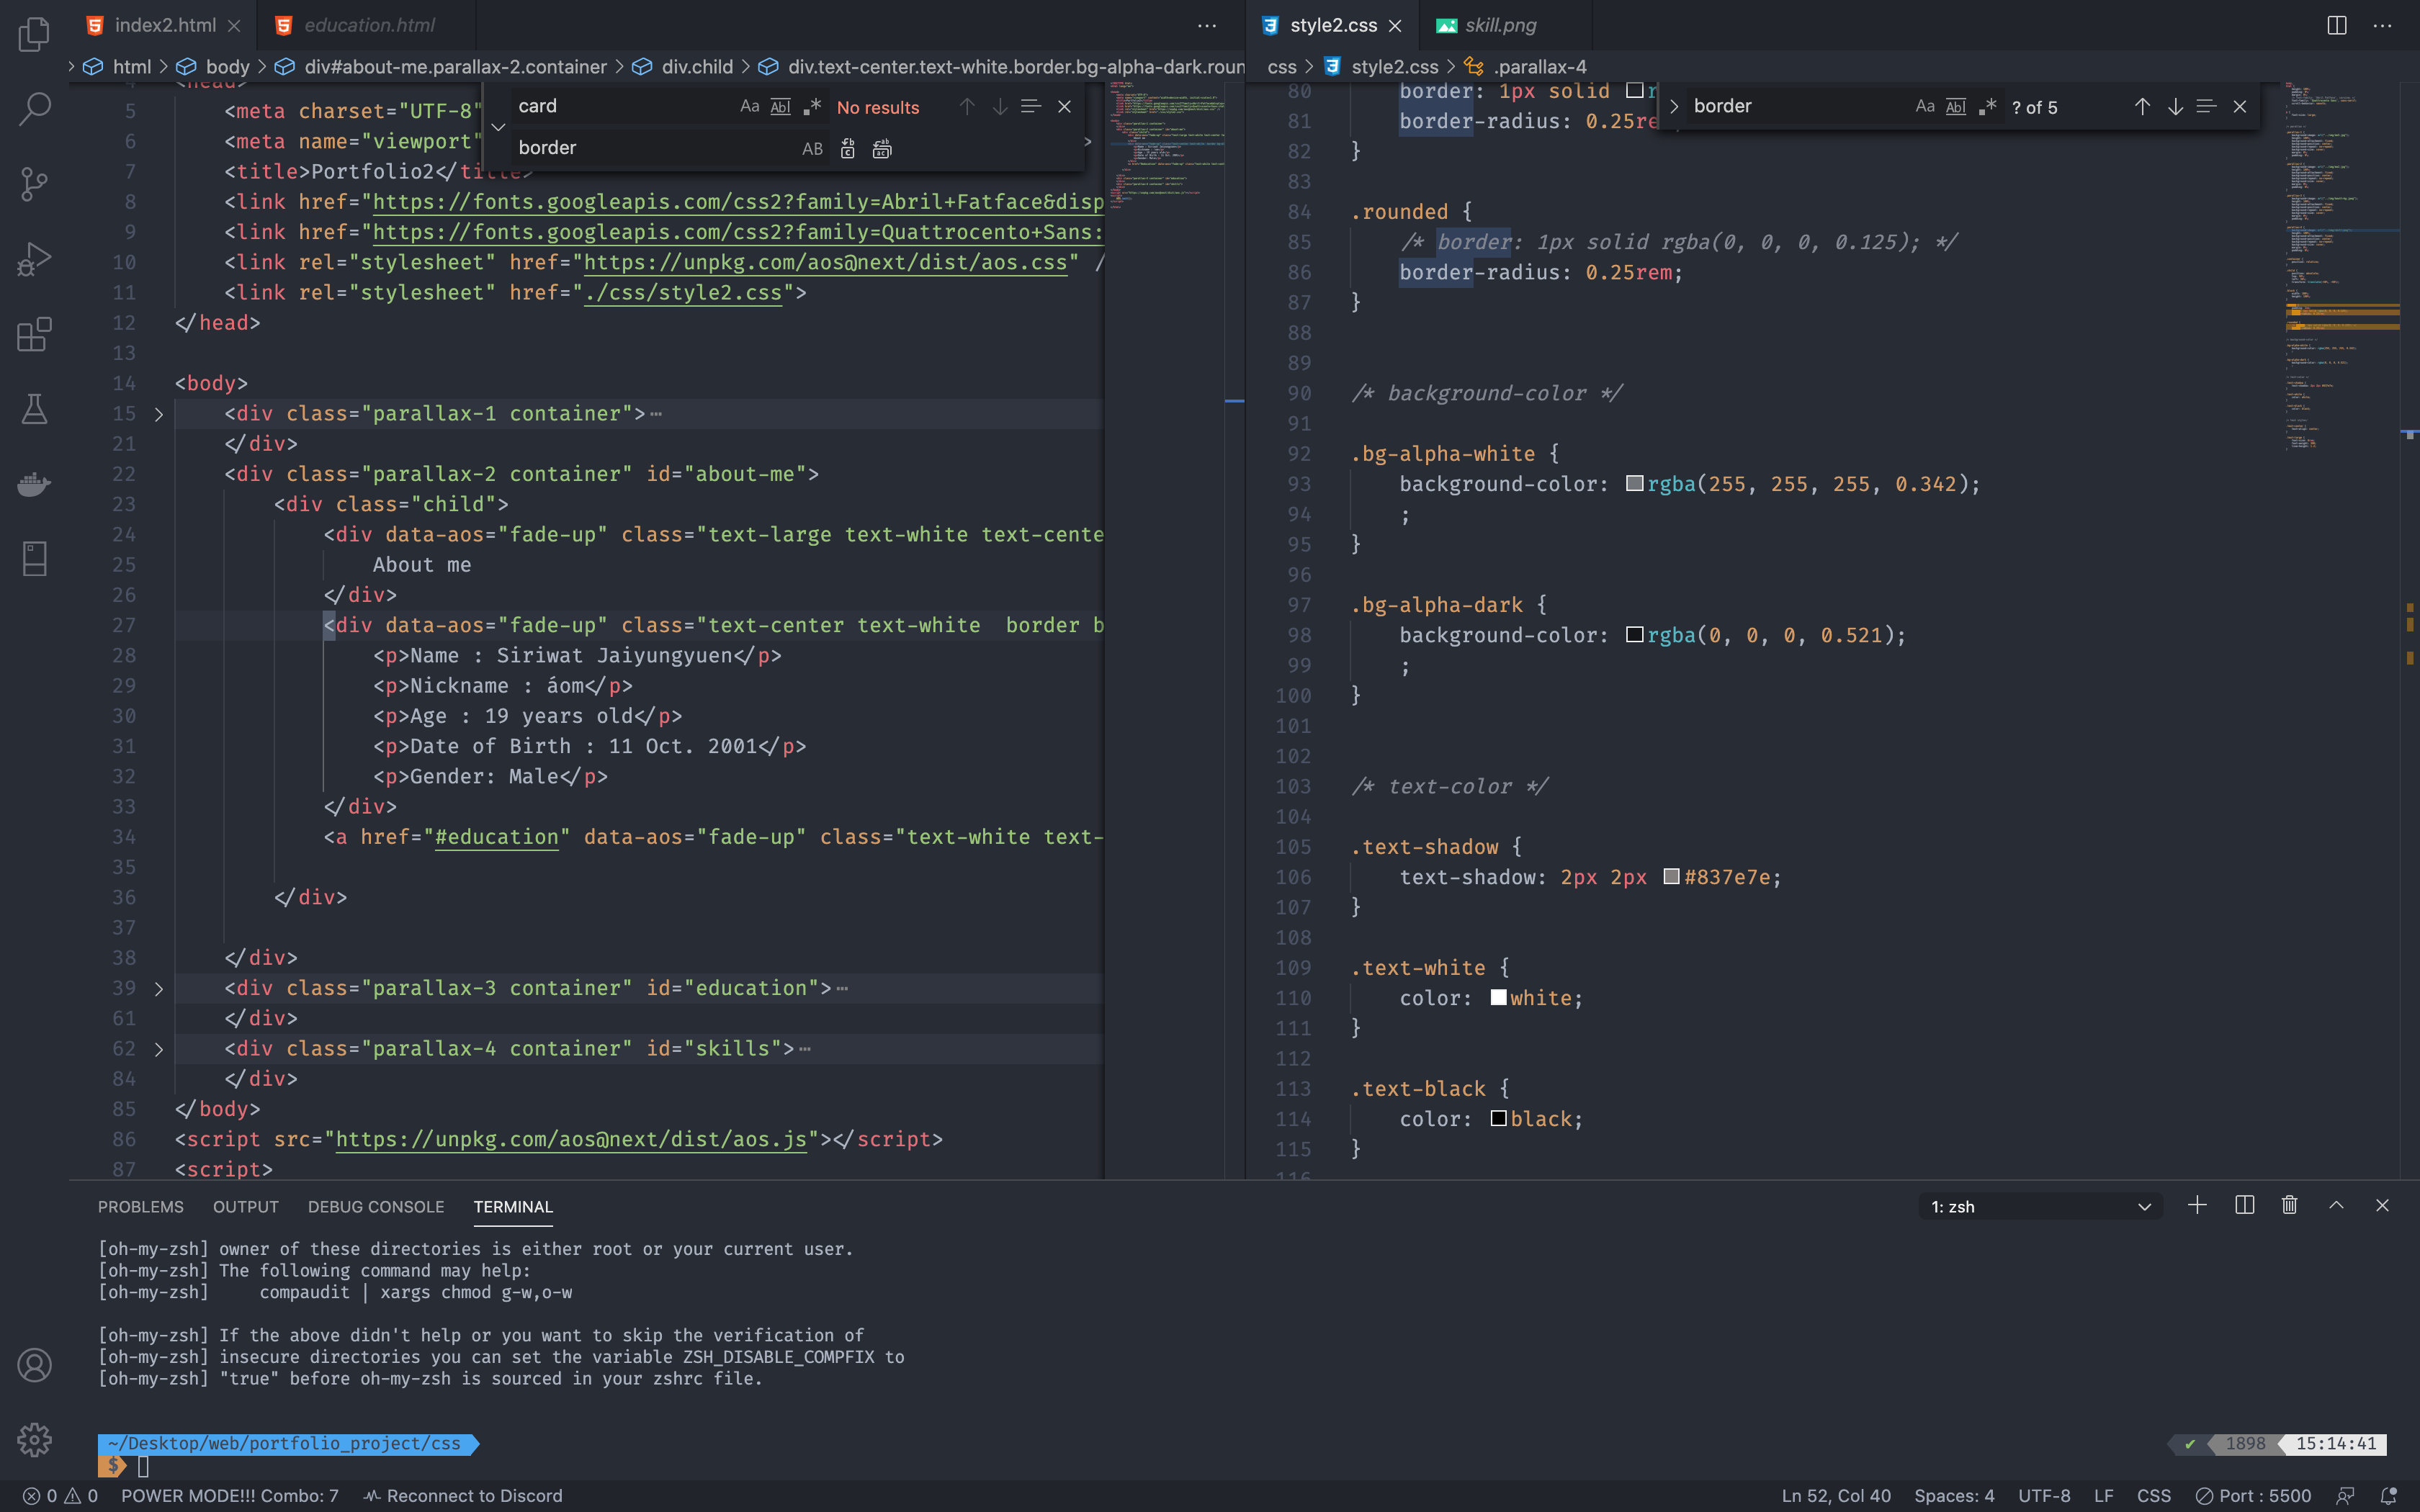 index2.html
education.html
html > body > div#about-me.parallax-2.container > div.child > div.text-center.text-white.border.bg-alpha-dark.roun
card Aa Abl .* No results
border AB
5 <meta charset="UTF-8"
6 <meta name="viewport"
7 <title>Portfolio2</title>
8 <link href="https://fonts.googleapis.com/css2?family=Abril+Fatface&disp
9 <link href="https://fonts.googleapis.com/css2?family=Quattrocento+Sans:
10 <link rel="stylesheet" href="https://unpkg.com/aos@next/dist/aos.css" /
11 <link rel="stylesheet" href="./css/style2.css">
12 </head>
13
14 <body>
15 <div class="parallax-1 container">⋯
21 </div>
22 <div class="parallax-2 container" id="about-me">
23 <div class="child">
24 <div data-aos="fade-up" class="text-large text-white text-cente
25 About me
26 </div>
27 <div data-aos="fade-up" class="text-center text-white  border b
28 <p>Name : Siriwat Jaiyungyuen</p>
29 <p>Nickname : áom</p>
30 <p>Age : 19 years old</p>
31 <p>Date of Birth : 11 Oct. 2001</p>
32 <p>Gender: Male</p>
33 </div>
34 <a href="#education" data-aos="fade-up" class="text-white text-
35
36 </div>
37
38 </div>
39 <div class="parallax-3 container" id="education">⋯
61 </div>
62 <div class="parallax-4 container" id="skills">⋯
84 </div>
85 </body>
86 <script src="https://unpkg.com/aos@next/dist/aos.js"></script>
87 <script>
style2.css
skill.png
css > style2.css > .parallax-4
border Aa Abl .* ? of 5
80 border: 1px solid r
81 border-radius: 0.25re
82 }
83
84 .rounded {
85 /* border: 1px solid rgba(0, 0, 0, 0.125); */
86 border-radius: 0.25rem;
87 }
88
89
90 /* background-color */
91
92 .bg-alpha-white {
93 background-color: rgba(255, 255, 255, 0.342);
94 ;
95 }
96
97 .bg-alpha-dark {
98 background-color: rgba(0, 0, 0, 0.521);
99 ;
100 }
101
102
103 /* text-color */
104
105 .text-shadow {
106 text-shadow: 2px 2px #837e7e;
107 }
108
109 .text-white {
110 color: white;
111 }
112
113 .text-black {
114 color: black;
115 }
PROBLEMS OUTPUT DEBUG CONSOLE TERMINAL 1: zsh
[oh-my-zsh] owner of these directories is either root or your current user.
[oh-my-zsh] The following command may help:
[oh-my-zsh]     compaudit | xargs chmod g-w,o-w
[oh-my-zsh] If the above didn't help or you want to skip the verification of
[oh-my-zsh] insecure directories you can set the variable ZSH_DISABLE_COMPFIX to
[oh-my-zsh] "true" before oh-my-zsh is sourced in your zshrc file.
~/Desktop/web/portfolio_project/css ✔ 1898 15:14:41
$
0 0 POWER MODE!!! Combo: 7 Reconnect to Discord Ln 52, Col 40 Spaces: 4 UTF-8 LF CSS Port : 5500